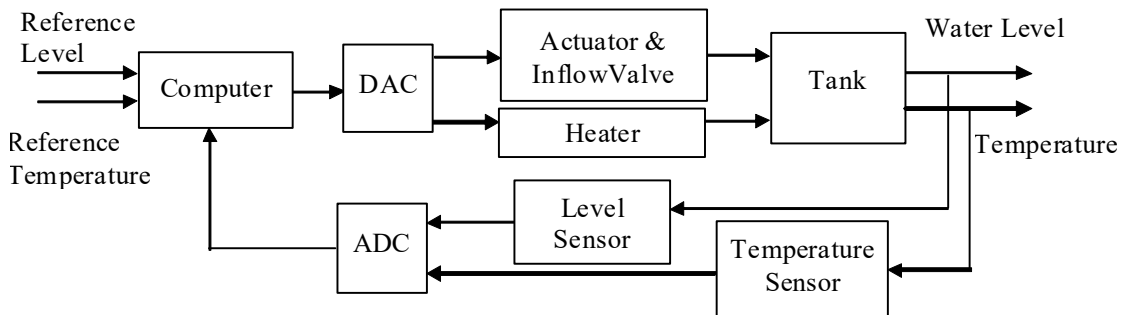 Reference
Level
Computer
DAC
Actuator &
InflowValve
Heater
Tank
Water Level
Reference
Temperature
Temperature
ADC
Level
Sensor
Temperature
Sensor